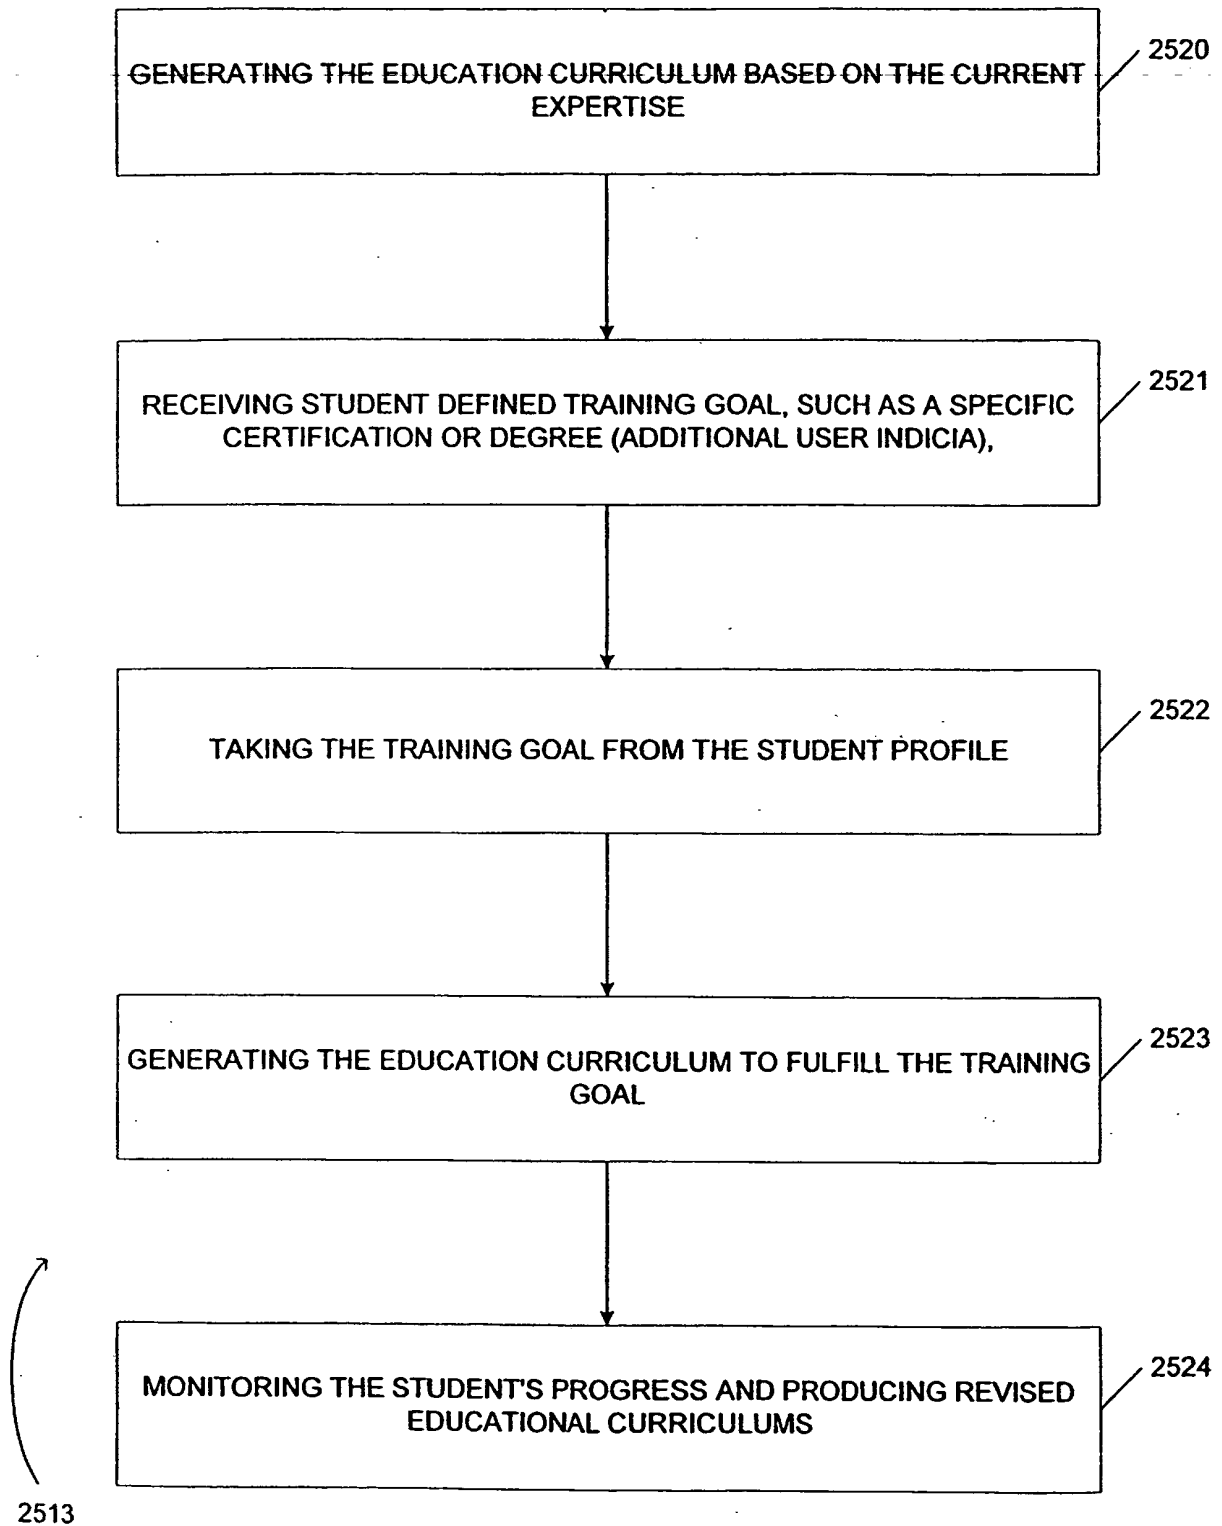 2520
GENERATING THE EDUCATION CURRICULUM BASED ON THE CURRENT
EXPERTISE
2521
RECEIVING STUDENT DEFINED TRAINING GOAL, SUCH AS A SPECIFIC
CERTIFICATION OR DEGREE (ADDITIONAL USER INDICIA),
2522
TAKING THE TRAINING GOAL FROM THE STUDENT PROFILE
2523
GENERATING THE EDUCATION CURRICULUM TO FULFILL THE TRAINING
GOAL
2524
MONITORING THE STUDENT'S PROGRESS AND PRODUCING REVISED
EDUCATIONAL CURRICULUMS
2513